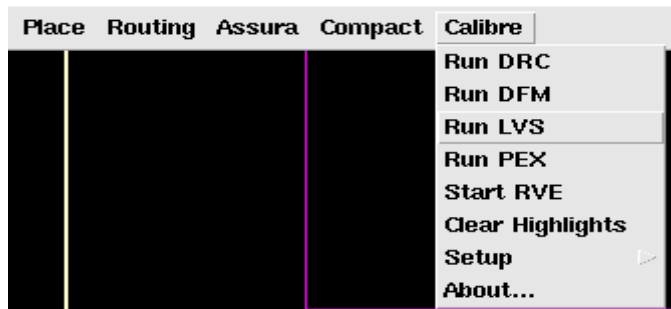 Place Routing Assura Compact Calibre
Run DRC
Run DFM
Run LVS
Run PEX
Start RVE
Clear Highlights
Setup
About...